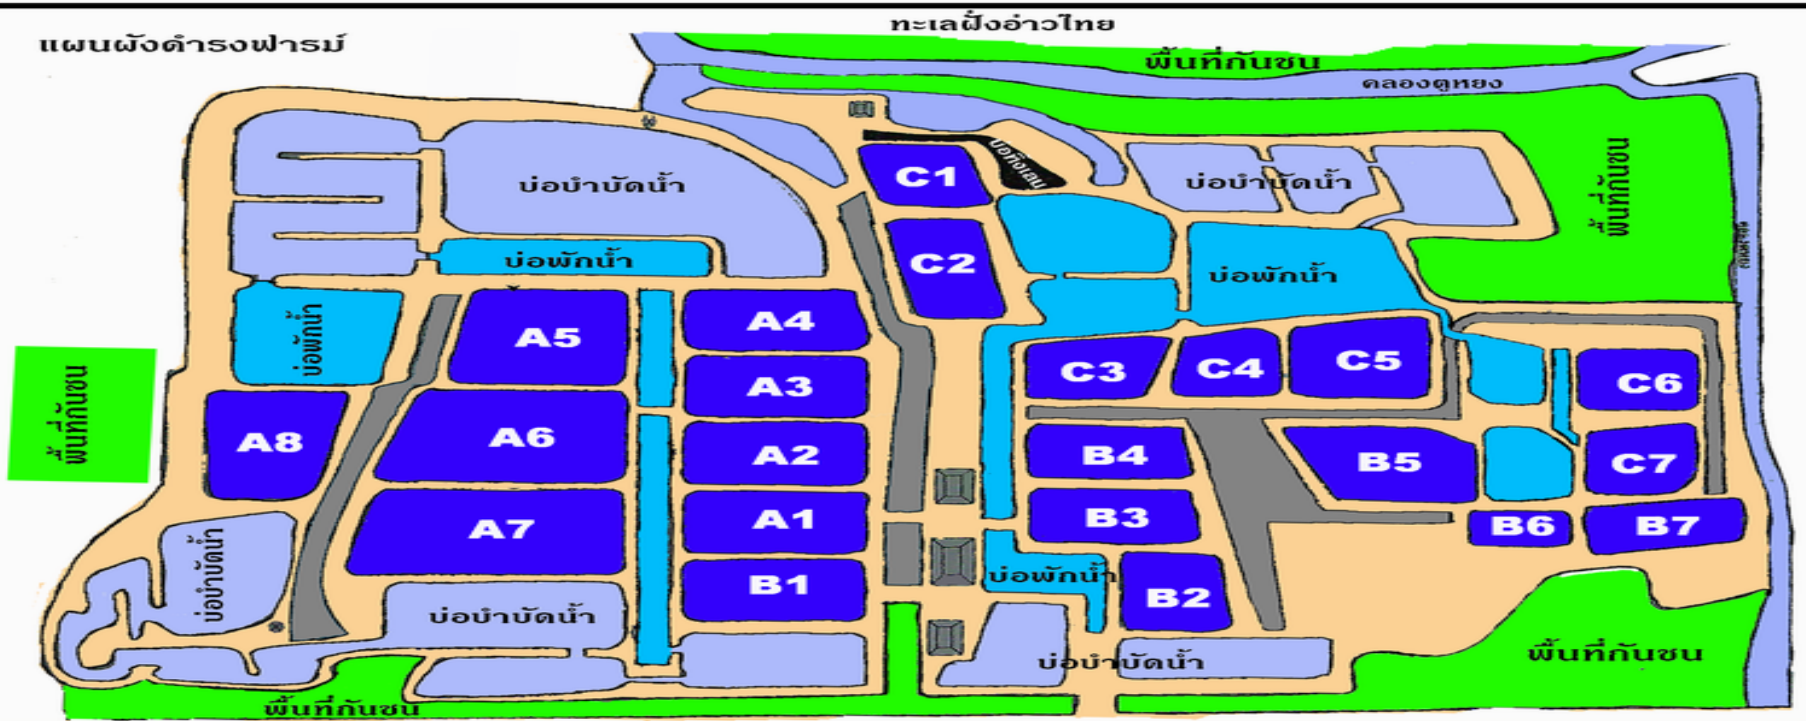 ทะเลฝั่งอ่าวไทย
แผนผังดำรงฟาร์ม
พื้นที่กันชน
คลองตูหยง
บ่อทิ้งเลน
C1
บ่อบำบัดน้ำ
บ่อบำบัดน้ำ
พื้นที่กันชน
C2
บ่อพักน้ำ
บ่อพักน้ำ
บ่อพักน้ำ
A5
A4
C3
C4
C5
C6
A3
พื้นที่กันชน
A8
A6
A2
B4
B5
C7
A7
A1
B3
B6
B7
บ่อบำบัดน้ำ
บ่อบำบัดน้ำ
B1
บ่อพักน้ำ
B2
บ่อบำบัดน้ำ
พื้นที่กันชน
พื้นที่กันชน